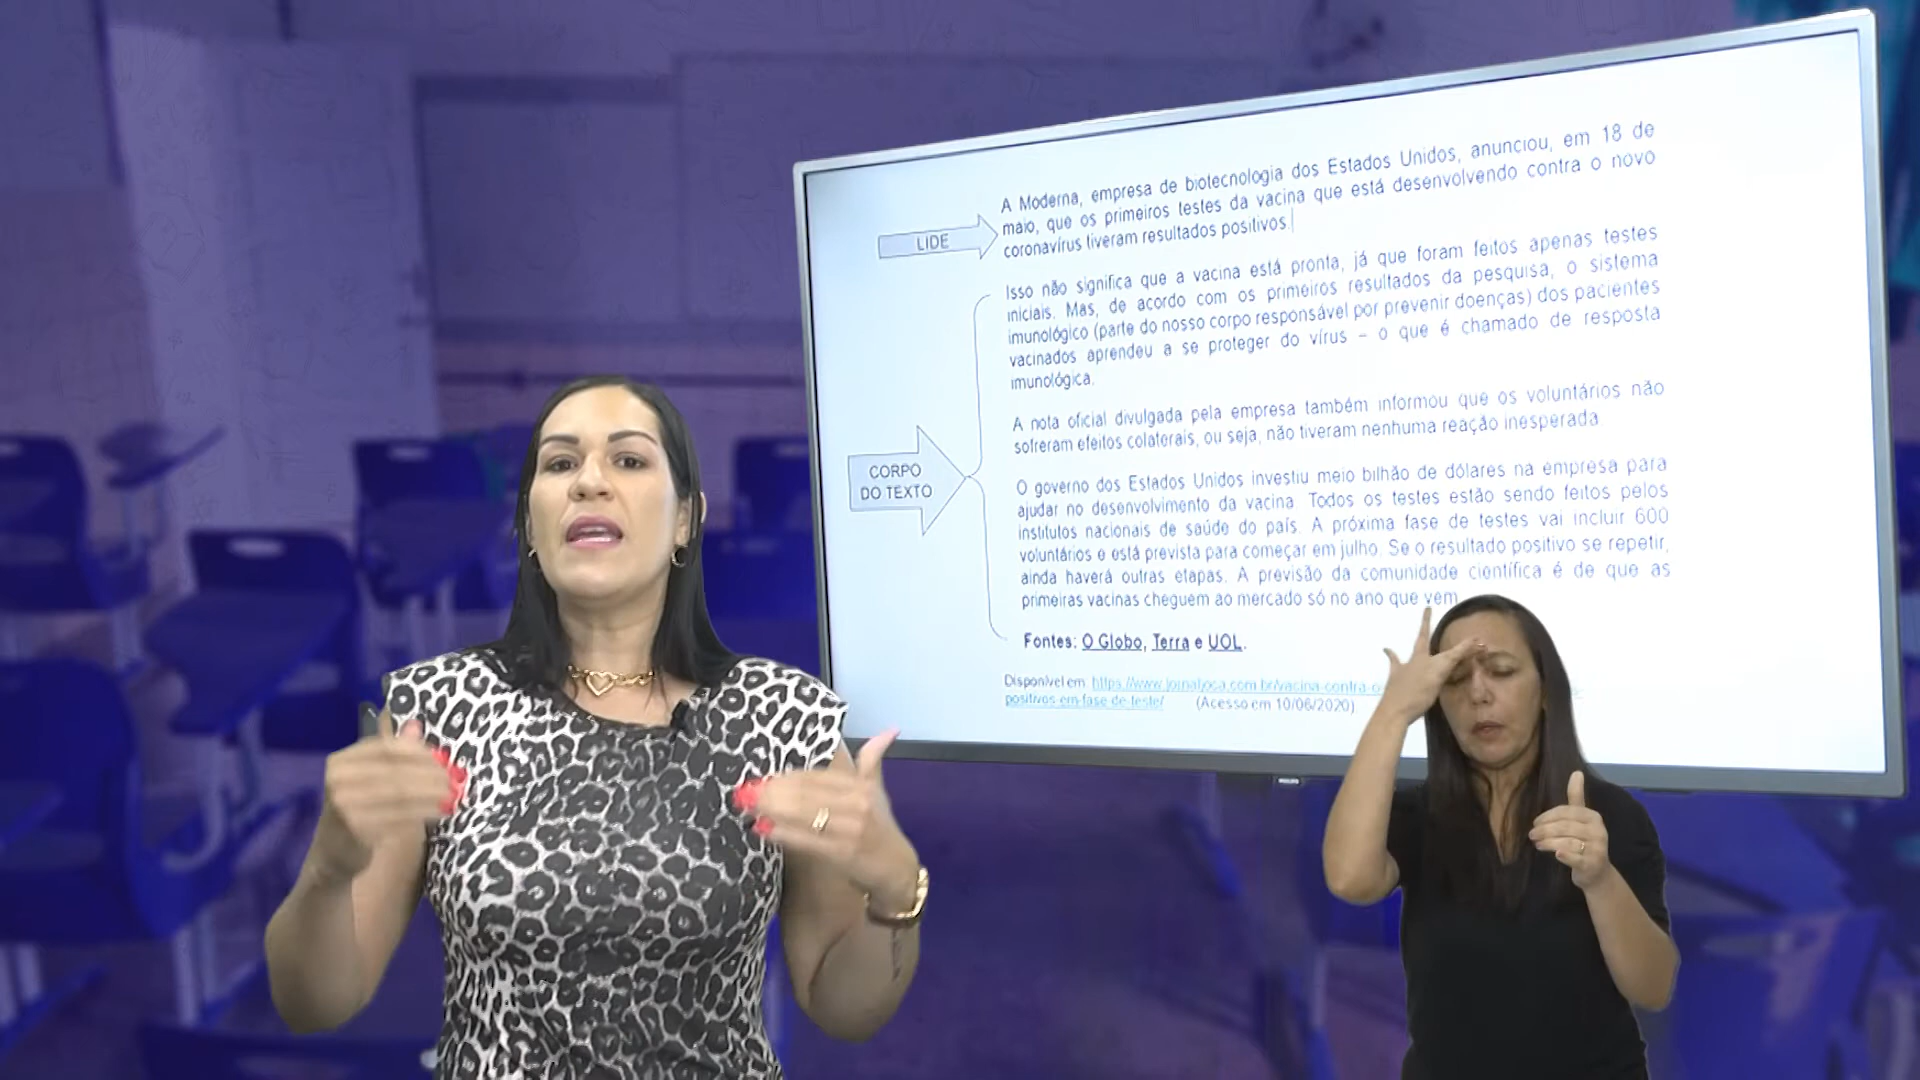 LIDE
A Moderna, empresa de biotecnologia dos Estados Unidos, anunciou, em 18 de
maio, que os primeiros testes da vacina que está desenvolvendo contra o novo
coronavírus tiveram resultados positivos.
CORPO
DO TEXTO
Isso não significa que a vacina está pronta, já que foram feitos apenas testes
iniciais. Mas, de acordo com os primeiros resultados da pesquisa, o sistema
imunológico (parte do nosso corpo responsável por prevenir doenças) dos pacientes
vacinados aprendeu a se proteger do vírus – o que é chamado de resposta
imunológica.
A nota oficial divulgada pela empresa também informou que os voluntários não
sofreram efeitos colaterais, ou seja, não tiveram nenhuma reação inesperada
O governo dos Estados Unidos investiu meio bilhão de dólares na empresa para
ajudar no desenvolvimento da vacina. Todos os testes estão sendo feitos pelos
institutos nacionais de saúde do país. A próxima fase de testes vai incluir 600
voluntários e está prevista para começar em julho. Se o resultado positivo se repetir,
ainda haverá outras etapas. A previsão da comunidade científica é de que as
primeiras vacinas cheguem ao mercado só no ano que vem
Fontes: O Globo, Terra e UOL.
Disponível em: https://www.jornaljoca.com.br/vacina-contra-o
positivos-em-fase-de-teste/ (Acesso em 10/06/2020)